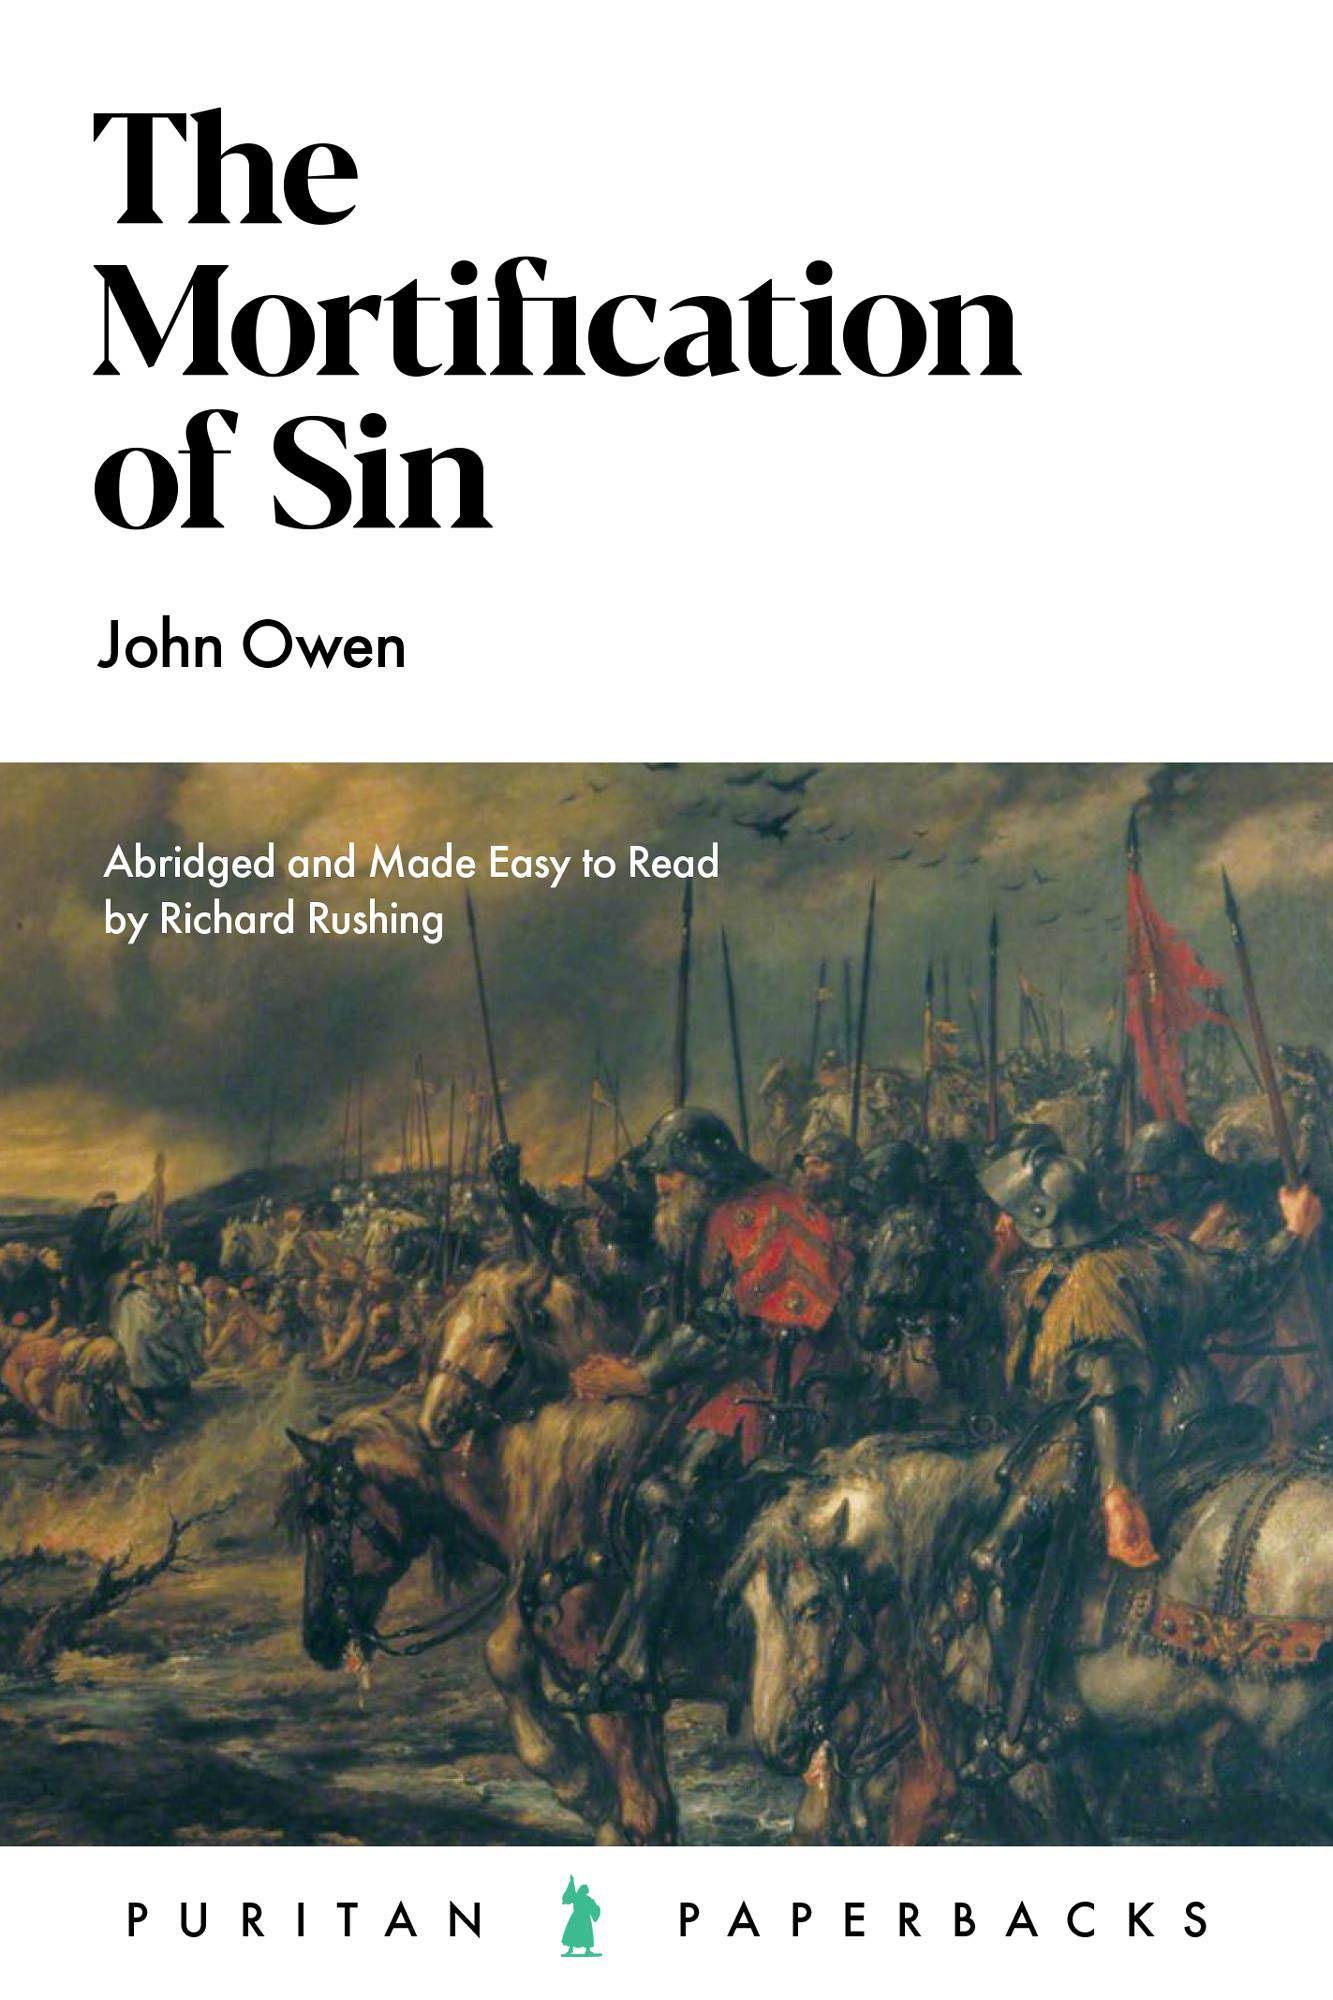 The
Mortification
of Sin
John Owen
Abridged and Made Easy to Read
by Richard Rushing
PURITAN PAPERBACKS